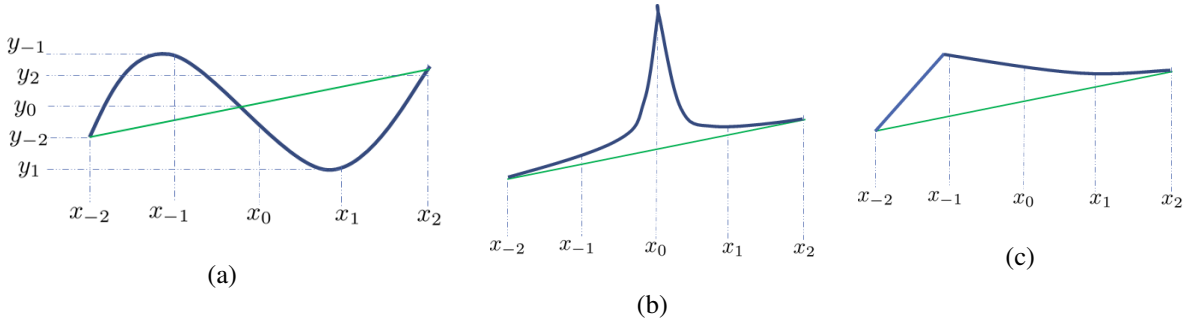 y₋₁
y₂
y₀
y₋₂
y₁
x₋₂ x₋₁ x₀ x₁ x₂
(a)
x₋₂ x₋₁ x₀ x₁ x₂
(b)
x₋₂ x₋₁ x₀ x₁ x₂
(c)